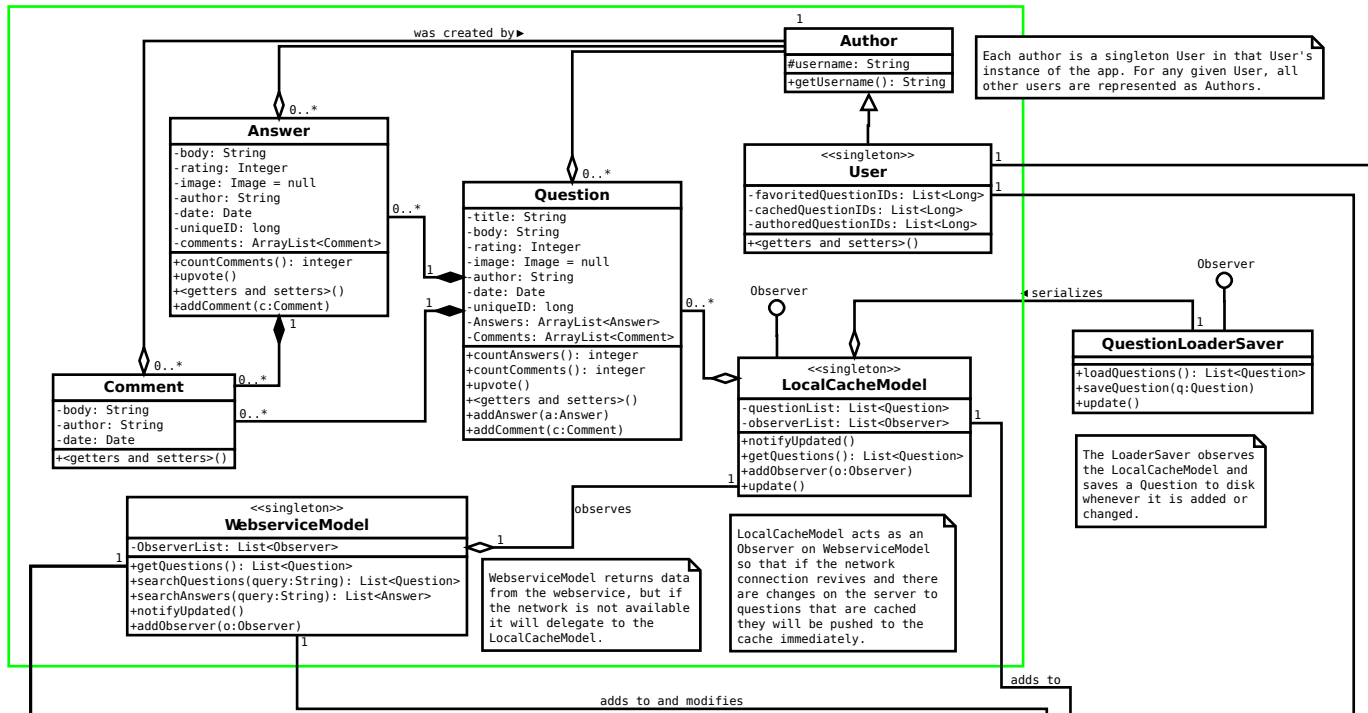 was created by►
1
Author
#username: String
+getUsername(): String
Each author is a singleton User in that User's
instance of the app. For any given User, all
other users are represented as Authors.
0..*
Answer
-body: String
-rating: Integer
-image: Image = null
-author: String
-date: Date
-uniqueID: long
-comments: ArrayList<Comment>
+countComments(): integer
+upvote()
+<getters and setters>()
+addComment(c:Comment)
0..*
1
1
1
0..*
Question
-title: String
-body: String
-rating: Integer
-image: Image = null
-author: String
-date: Date
-uniqueID: long
-Answers: ArrayList<Answer>
-Comments: ArrayList<Comment>
+countAnswers(): integer
+countComments(): integer
+upvote()
+<getters and setters>()
+addAnswer(a:Answer)
+addComment(c:Comment)
<<singleton>>
User
-favoritedQuestionIDs: List<Long>
-cachedQuestionIDs: List<Long>
-authoredQuestionIDs: List<Long>
+<getters and setters>()
1
1
Observer
Observer
◄serializes
0..*
1
QuestionLoaderSaver
+loadQuestions(): List<Question>
+saveQuestion(q:Question)
+update()
0..*
0..*
0..*
Comment
-body: String
-author: String
-date: Date
+<getters and setters>()
<<singleton>>
LocalCacheModel
-questionList: List<Question>
-observerList: List<Observer>
+notifyUpdated()
+getQuestions(): List<Question>
+addObserver(o:Observer)
+update()
1
1
The LoaderSaver observes
the LocalCacheModel and
saves a Question to disk
whenever it is added or
changed.
observes
<<singleton>>
WebserviceModel
-ObserverList: List<Observer>
+getQuestions(): List<Question>
+searchQuestions(query:String): List<Question>
+searchAnswers(query:String): List<Answer>
+notifyUpdated()
+addObserver(o:Observer)
1
1
1
WebserviceModel returns data
from the webservice, but if
the network is not available
it will delegate to the
LocalCacheModel.
LocalCacheModel acts as an
Observer on WebserviceModel
so that if the network
connection revives and there
are changes on the server to
questions that are cached
they will be pushed to the
cache immediately.
adds to
adds to and modifies